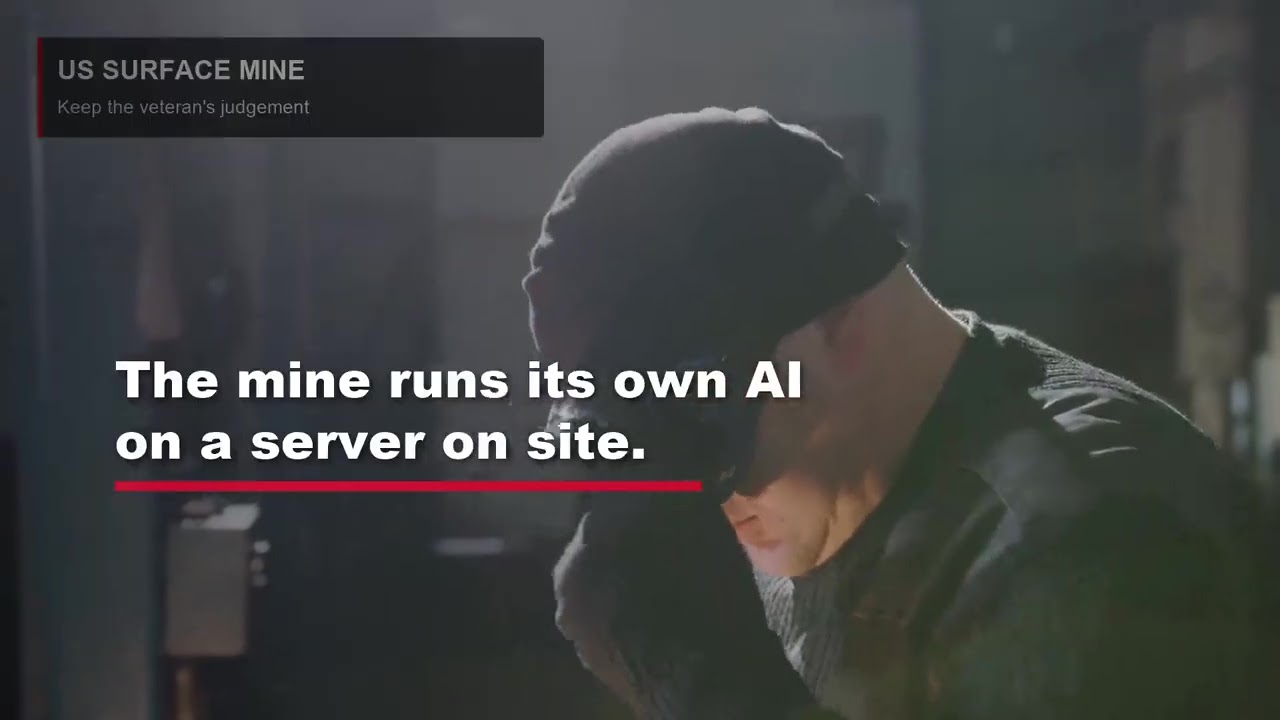 US SURFACE MINE
Keep the veteran's judgement
The mine runs its own AI
on a server on site.